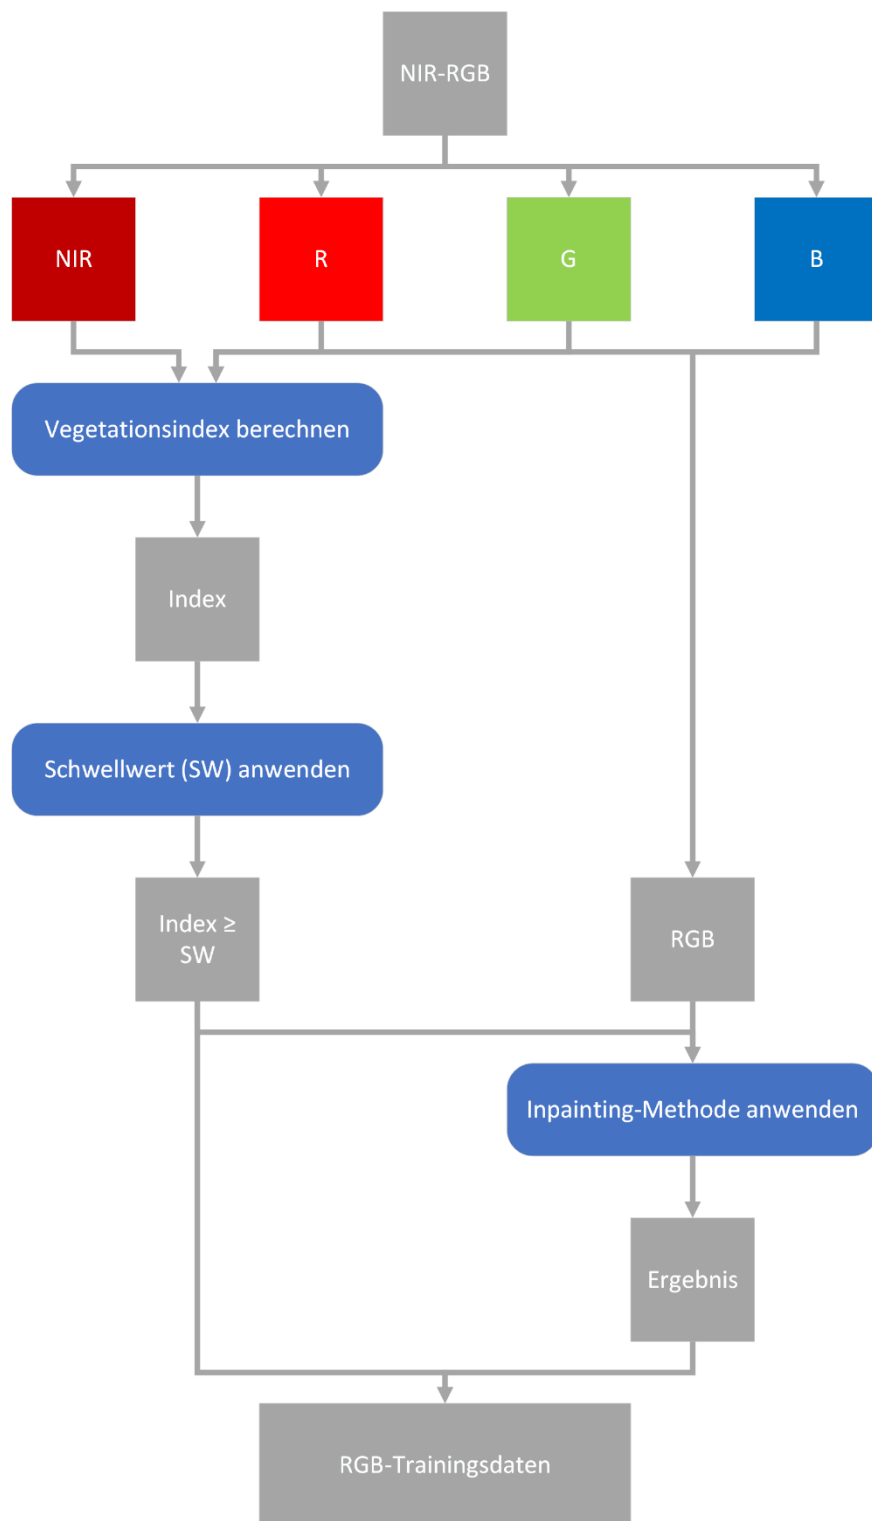 NIR-RGB
NIR
R
G
B
Vegetationsindex berechnen
Index
Schwellwert (SW) anwenden
Index ≥
SW
RGB
Inpainting-Methode anwenden
Ergebnis
RGB-Trainingsdaten